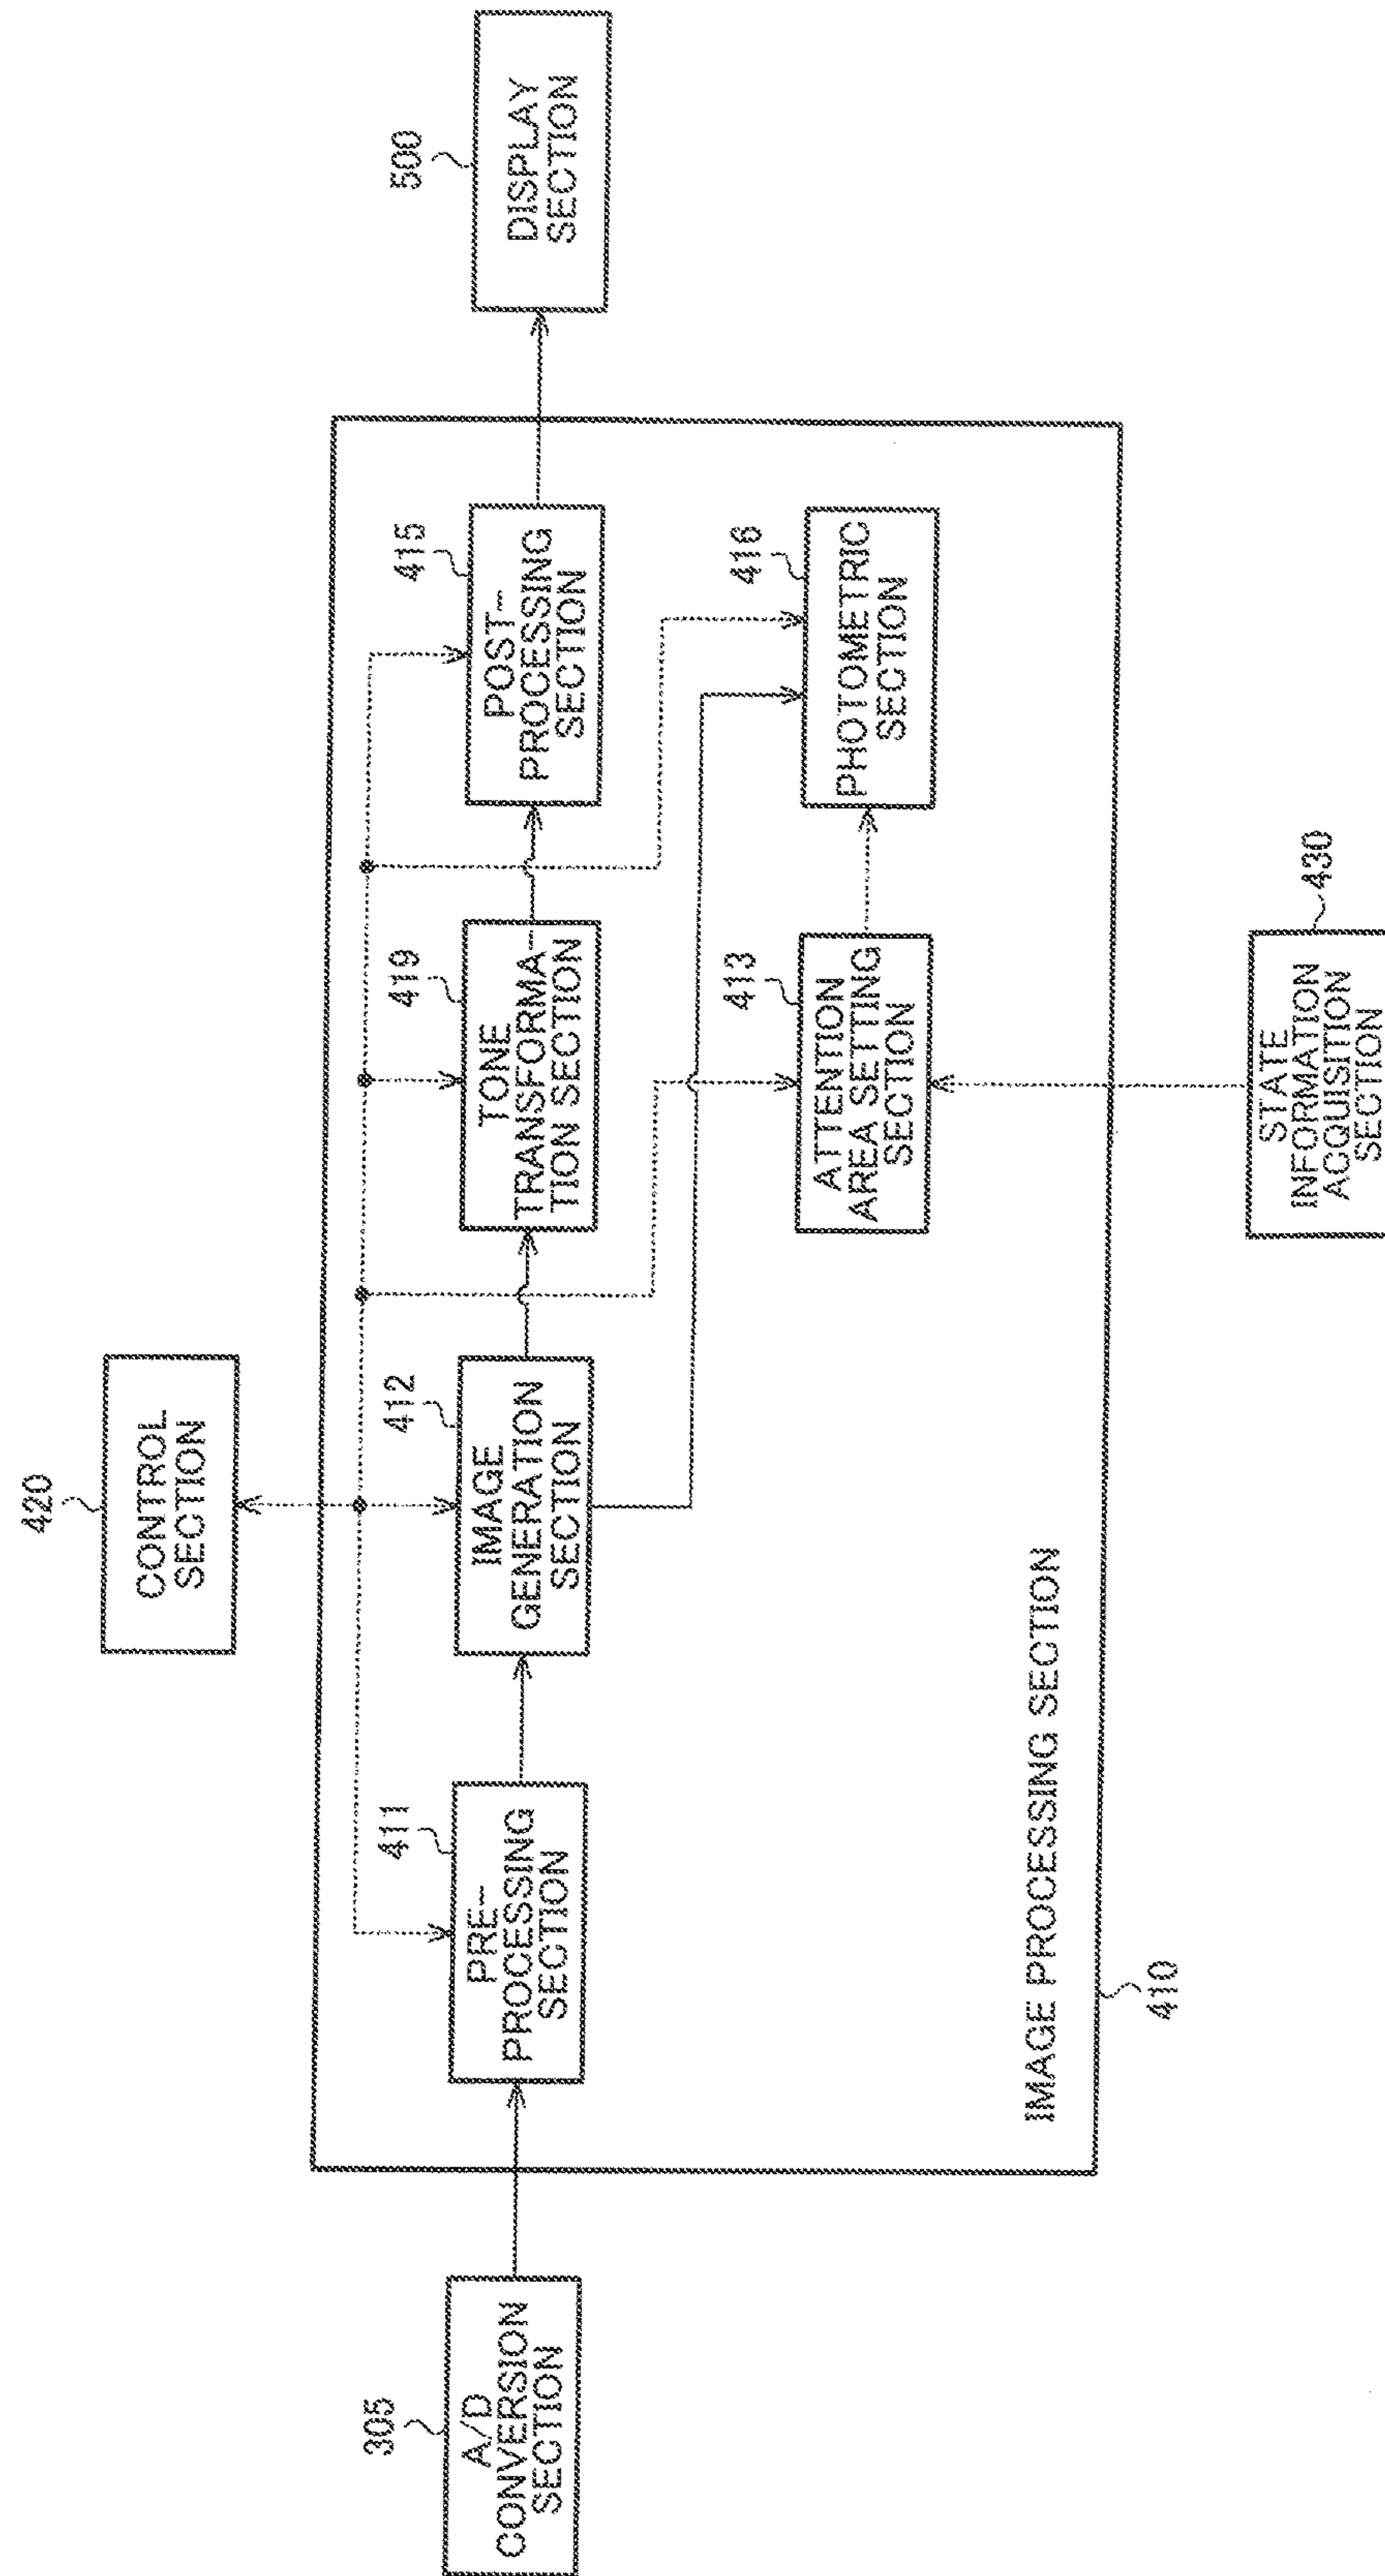 420
CONTROL
SECTION
305
A/D
CONVERSION
SECTION
411
PRE-
PROCESSING
SECTION
412
IMAGE
GENERATION
SECTION
419
TONE
TRANSFORMA-
TION SECTION
415
POST-
PROCESSING
SECTION
500
DISPLAY
SECTION
413
ATTENTION
AREA SETTING
SECTION
416
PHOTOMETRIC
SECTION
IMAGE PROCESSING SECTION
410
430
STATE
INFORMATION
ACQUISITION
SECTION